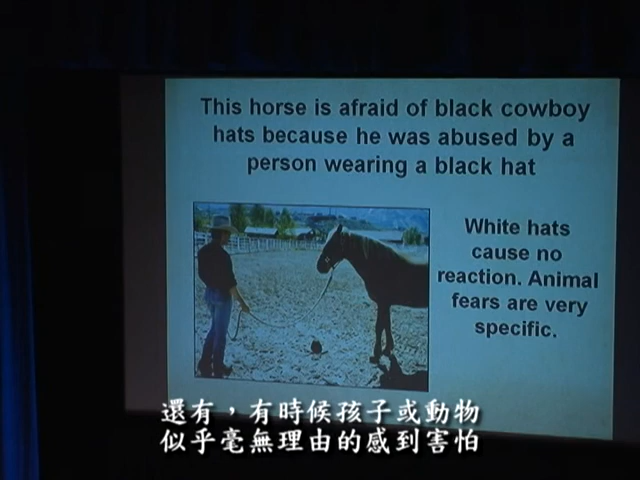 This horse is afraid of black cowboy
hats because he was abused by a
person wearing a black hat
White hats
cause no
reaction. Animal
fears are very
specific.
還有，有時候孩子或動物
似乎毫無理由的感到害怕